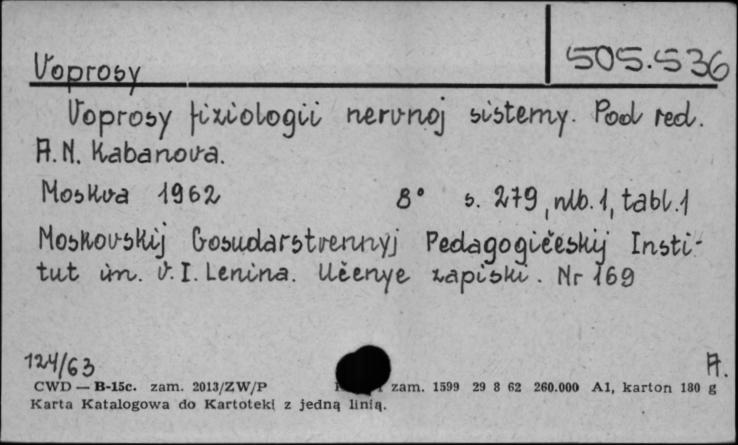 Voprosy
505.536
Voprosy fiziologii nervnoj sistemy. Pod red.
A.N. Kabanova.
Moskva 1962 8° s. 279, nlb. 1, tabl. 1
Moskovskij Gosudarstvennyj Pedagogičeskij Insti-
tut im. V. I. Lenina. Učenye zapiski. Nr 169
124/63 A.
CWD — B-15c. zam. 2013/ZW/P zam. 1599 29 8 62 260.000 A1, karton 180 g
Karta Katalogowa do Kartoteki z jedną linią.